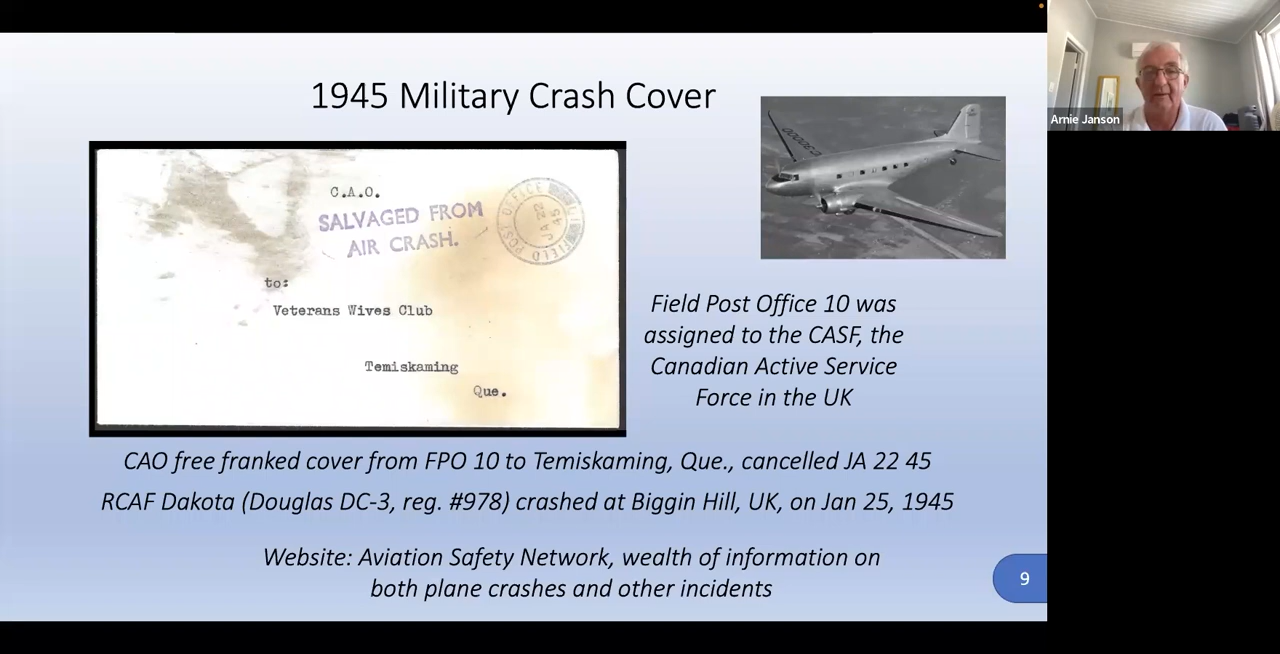 1945 Military Crash Cover
C.A.O.
SALVAGED FROM
AIR CRASH.
FIELD POST OFFICE
JA 22
45
to:
Veterans Wives Club
Temiskaming
Que.
Field Post Office 10 was
assigned to the CASF, the
Canadian Active Service
Force in the UK
CAO free franked cover from FPO 10 to Temiskaming, Que., cancelled JA 22 45
RCAF Dakota (Douglas DC-3, reg. #978) crashed at Biggin Hill, UK, on Jan 25, 1945
Website: Aviation Safety Network, wealth of information on
both plane crashes and other incidents
9
Arnie Janson